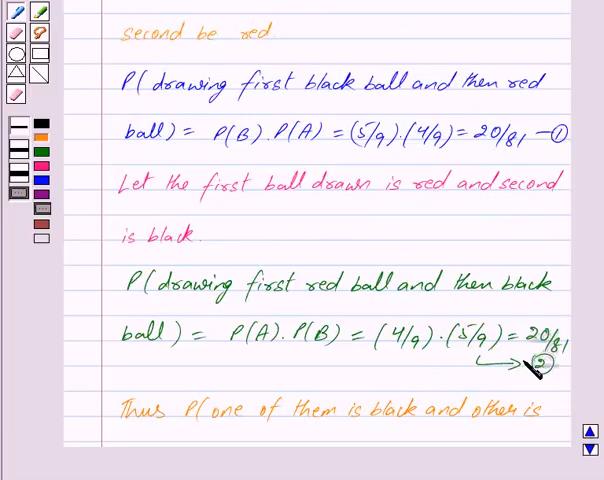 second be red
P( drawing first black ball and then red
ball) = P(B). P(A) = (5/9).(4/9) = 20/81 — ①
Let the first ball drawn is red and second
is black.
P( drawing first red ball and then black
ball) = P(A). P(B) = (4/9).(5/9) = 20/81
②
Thus P( one of them is black and other is